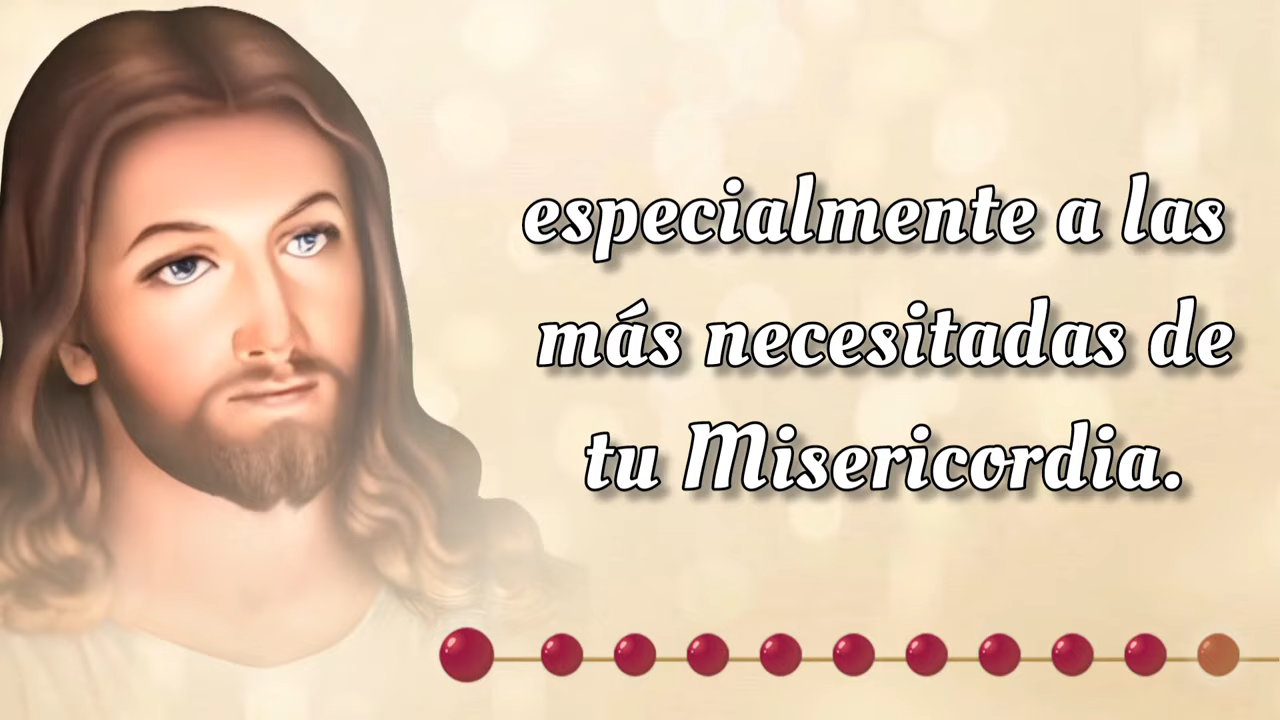 especialmente a las
más necesitadas de
tu Misericordia.